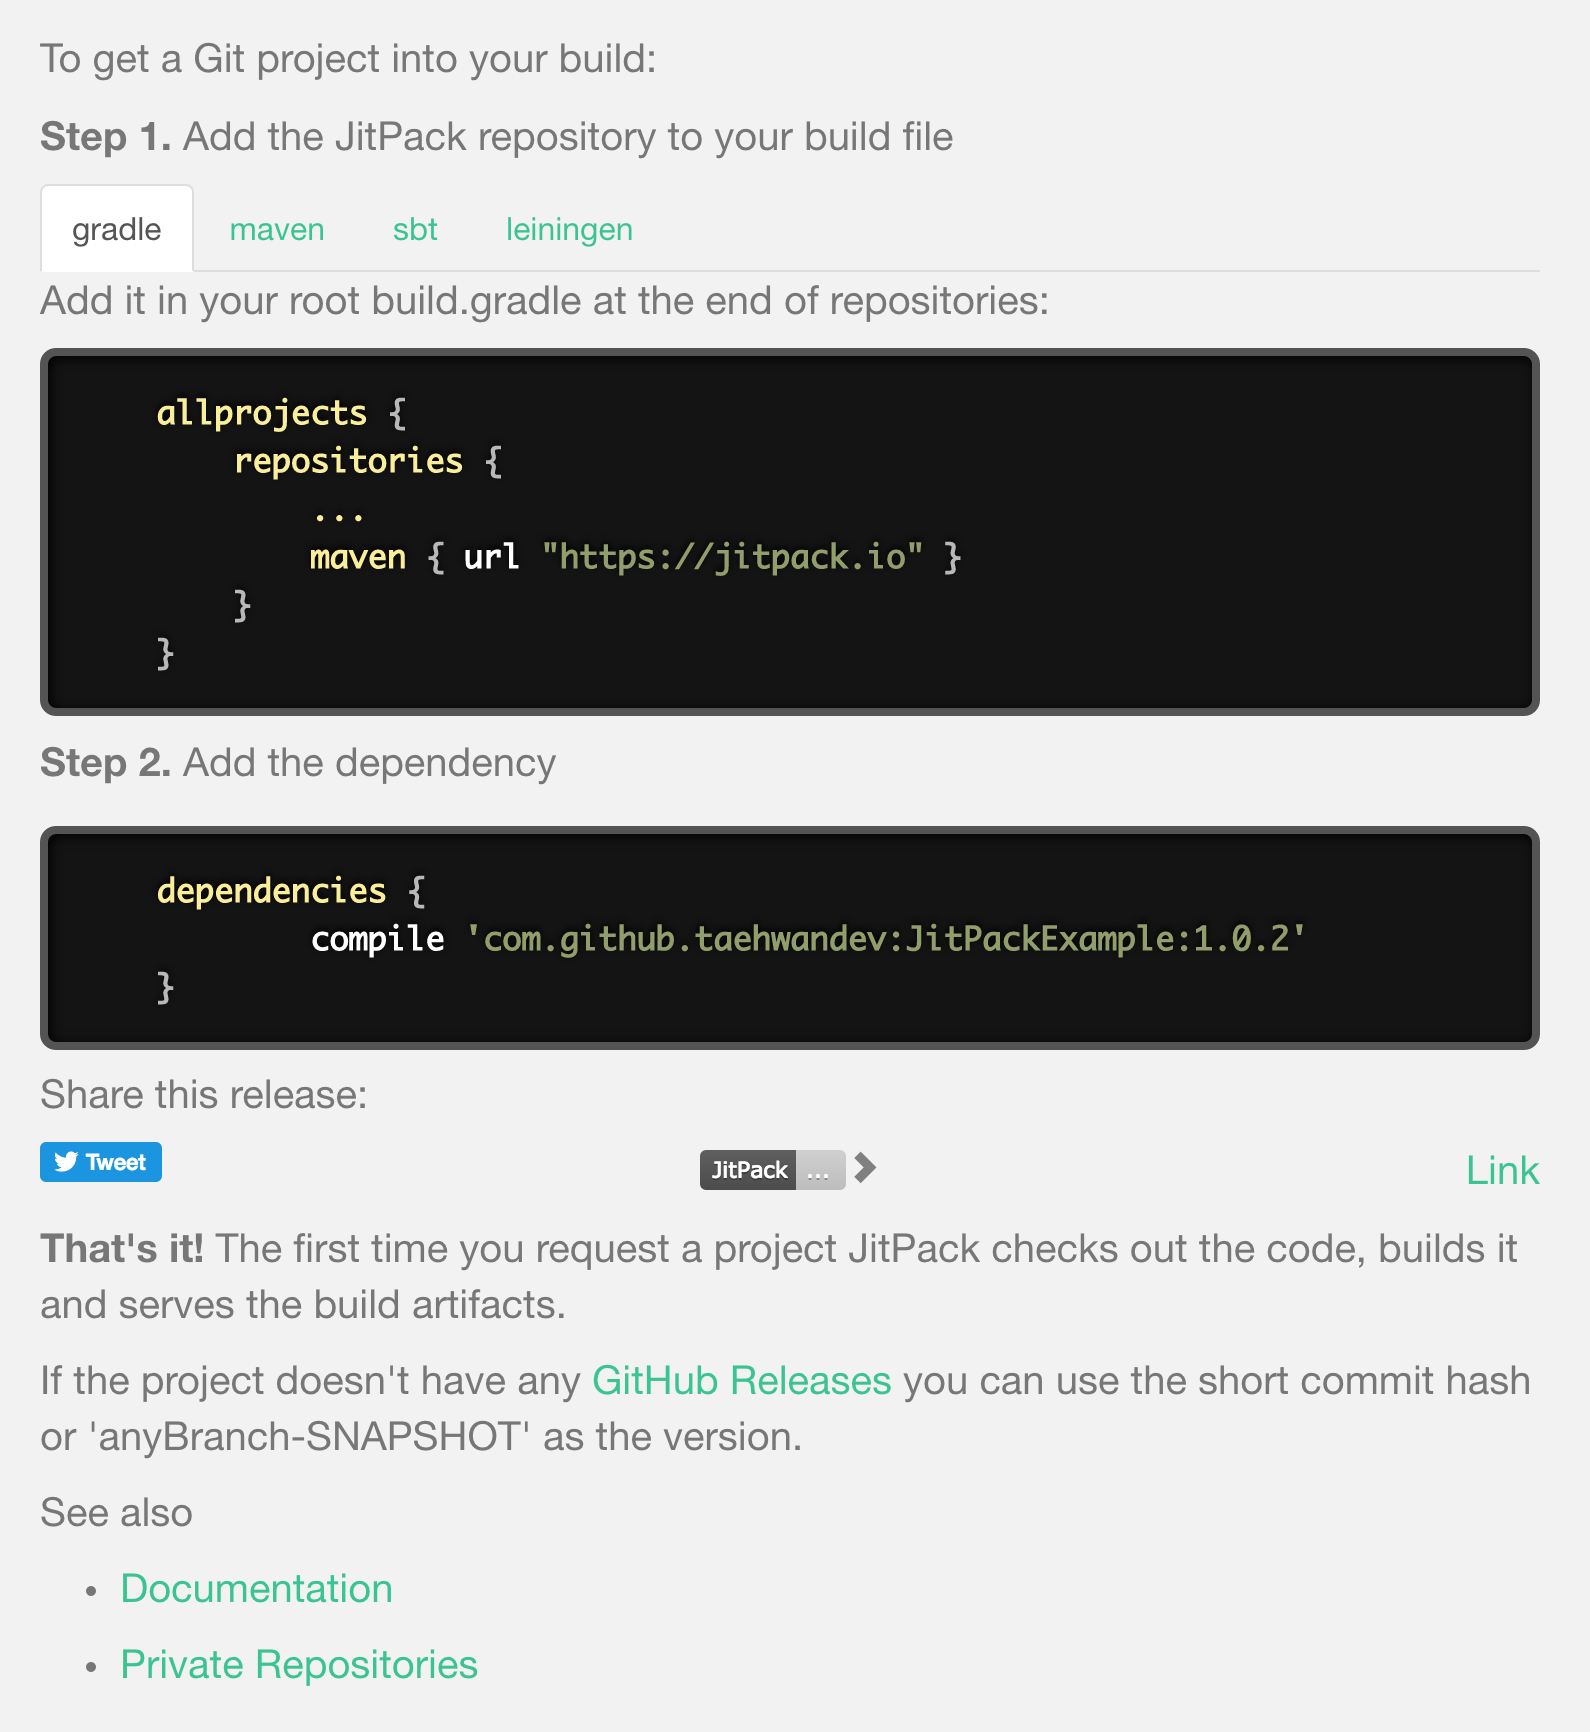 To get a Git project into your build:
Step 1. Add the JitPack repository to your build file
gradle maven sbt leiningen
Add it in your root build.gradle at the end of repositories:
allprojects {
repositories {
...
maven { url "https://jitpack.io" }
}
}
Step 2. Add the dependency
dependencies {
compile 'com.github.taehwandev:JitPackExample:1.0.2'
}
Share this release:
Tweet JitPack ... Link
That's it! The first time you request a project JitPack checks out the code, builds it
and serves the build artifacts.
If the project doesn't have any GitHub Releases you can use the short commit hash
or 'anyBranch-SNAPSHOT' as the version.
See also
• Documentation
• Private Repositories